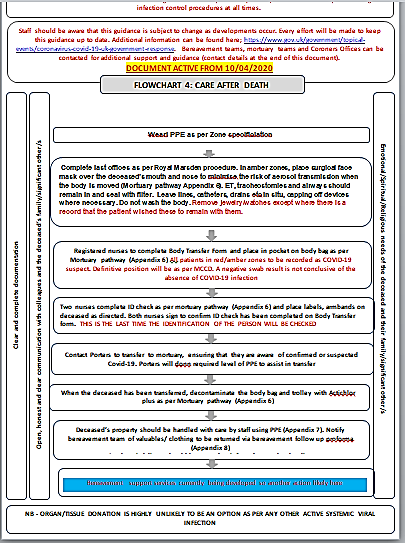 infection control procedures at all times.
Staff should be aware that this guidance is subject to change as developments occur. Every effort will be made to keep
this guidance up to date. Additional information can be found here; https://www.gov.uk/government/topical-
events/coronavirus-covid-19-uk-government-response. Bereavement teams, mortuary teams and Coroners Offices can be
contacted for additional support and guidance (contact details at the end of this document).
DOCUMENT ACTIVE FROM 10/04/2020
FLOWCHART 4: CARE AFTER DEATH
Clear and complete documentation
Open, honest and clear communication with colleagues and the deceased's family/significant other/s
Wead PPE as per Zone specifiialation
Complete last offices as per Royal Marsden procedure. In amber zones, place surgical face
mask over the deceased's mouth and nose to minimise the risk of aerosol transmission when
the body is moved (Mortuary pathway Appendix 6). ET, tracheostomies and airways should
remain in and seal with filter. Leave lines, catheters, drains etc in situ, capping off devices
where necessary. Do not wash the body. Remove jewelry/watches except where there is a
record that the patient wished these to remain with them.
Registered nurses to complete Body Transfer Form and place in pocket on body bag as per
Mortuary pathway (Appendix 6) All patients in red/amber zones to be recorded as COVID-19
suspect. Definitive position will be as per MCCD. A negative swab result is not conclusive of the
absence of COVID-19 infection
Two nurses complete ID check as per mortuary pathway (Appendix 6) and place labels, armbands on
deceased as directed. Both nurses sign to confirm ID check has been completed on Body Transfer
form. THIS IS THE LAST TIME THE IDENTIFICATION OF THE PERSON WILL BE CHECKED
Contact Porters to transfer to mortuary, ensuring that they are aware of confirmed or suspected
Covid-19. Porters will dons required level of PPE to assist in transfer
When the deceased has been transferred, decontaminate the body bag and trolley with Actichlor
plus as per Mortuary pathway (Appendix 6)
Deceased's property should be handled with care by staff using PPE (Appendix 7). Notify
bereavement team of valuables/ clothing to be returned via bereavement follow up proforma
(Appendix 8)
Bereavement support services currently being developed so another action likely here
Emotional/Spiritual/Religious needs of the deceased and their family/significant other/s
NB - ORGAN/TISSUE DONATION IS HIGHLY UNLIKELY TO BE AN OPTION AS PER ANY OTHER ACTIVE SYSTEMIC VIRAL
INFECTION